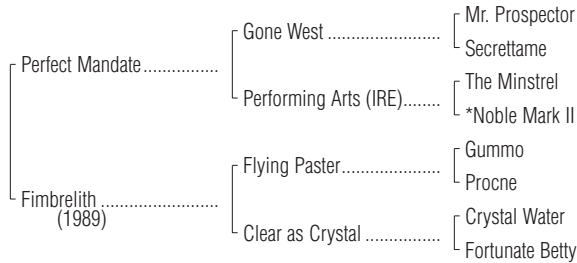 Mr. Prospector
Gone West
Secrettame
Perfect Mandate
The Minstrel
Performing Arts (IRE)
*Noble Mark II
Gummo
Flying Paster
Procne
Fimbrelith
(1989)
Crystal Water
Clear as Crystal
Fortunate Betty